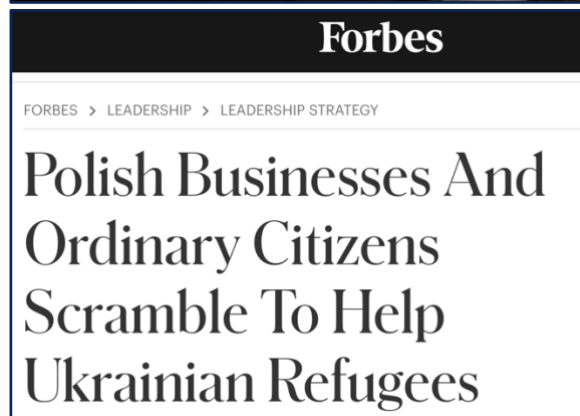 Forbes
FORBES > LEADERSHIP > LEADERSHIP STRATEGY
Polish Businesses And
Ordinary Citizens
Scramble To Help
Ukrainian Refugees